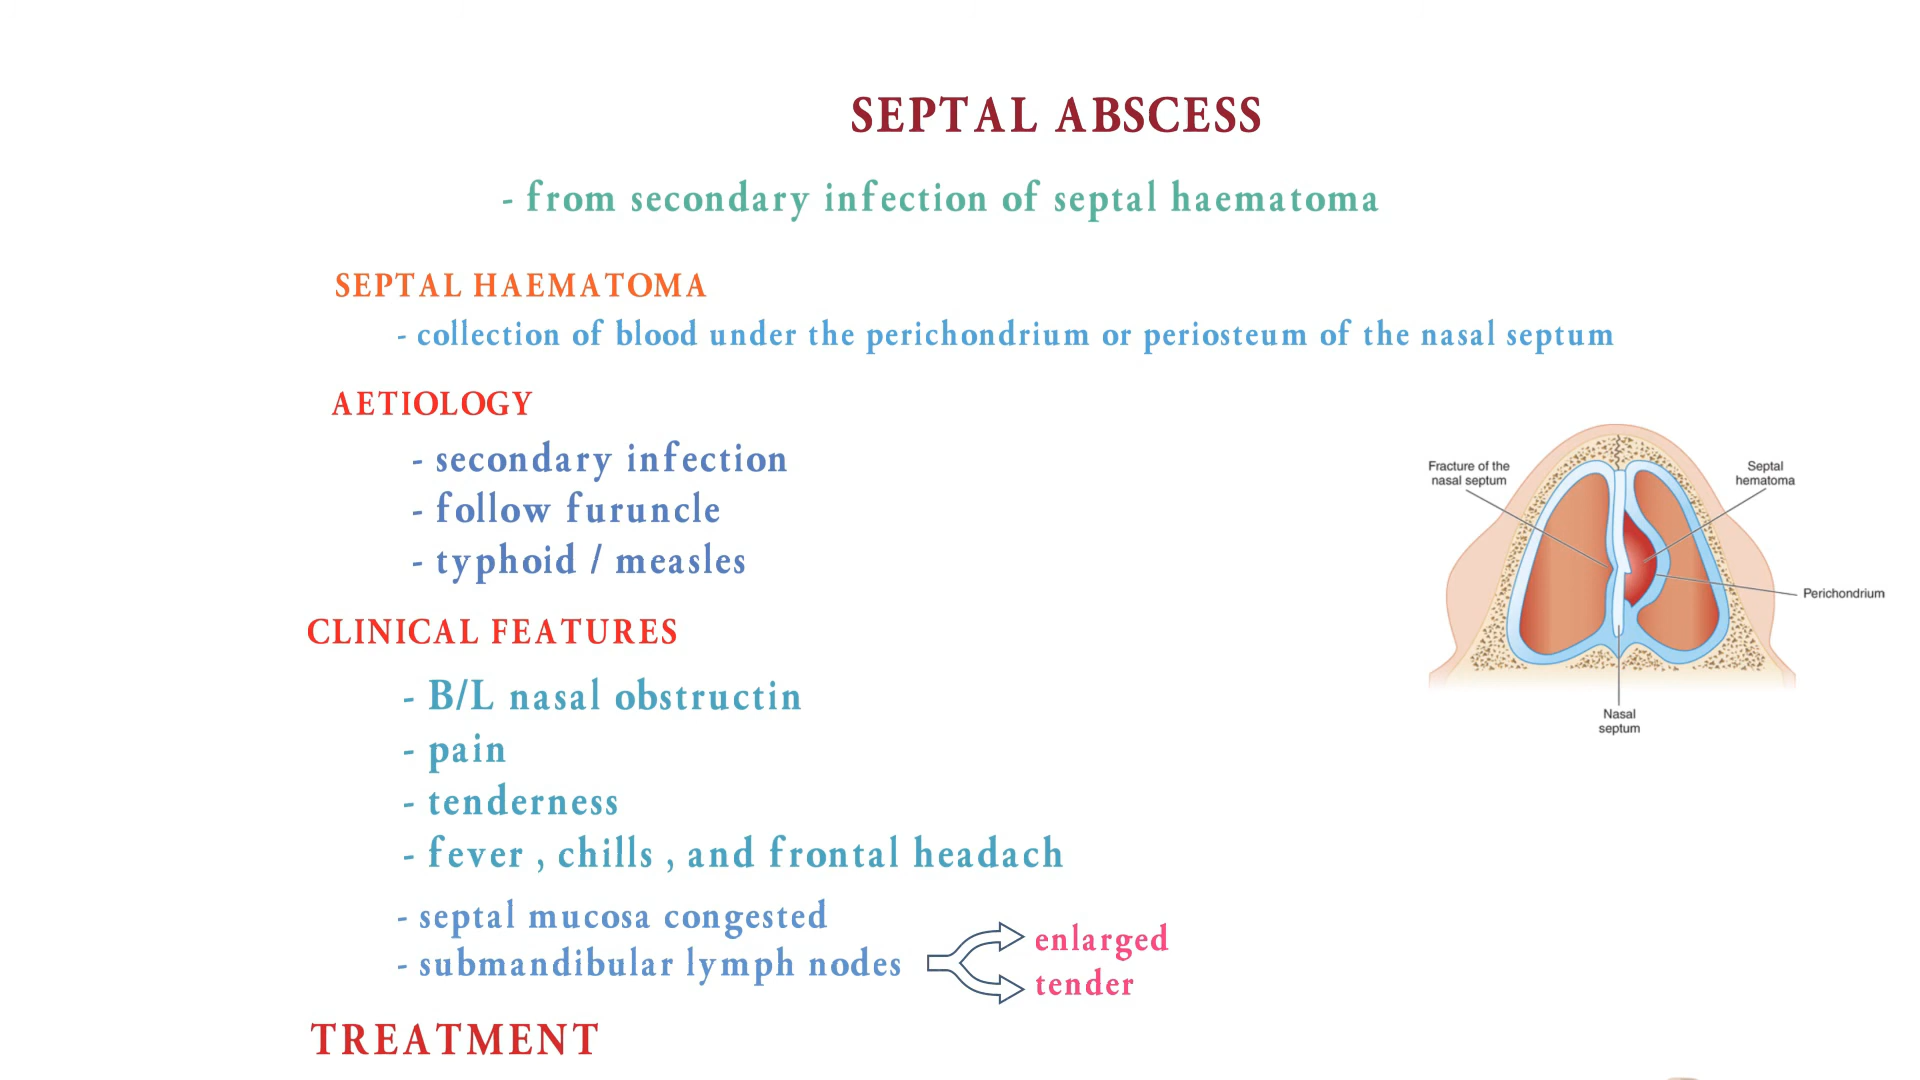 SEPTAL ABSCESS
- from secondary infection of septal haematoma
SEPTAL HAEMATOMA
- collection of blood under the perichondrium or periosteum of the nasal septum
AETIOLOGY
- secondary infection
- follow furuncle
- typhoid / measles
Fracture of the
nasal septum
Septal
hematoma
Perichondrium
Nasal
septum
CLINICAL FEATURES
- B/L nasal obstructin
- pain
- tenderness
- fever , chills , and frontal headach
- septal mucosa congested
- submandibular lymph nodes
enlarged
tender
TREATMENT